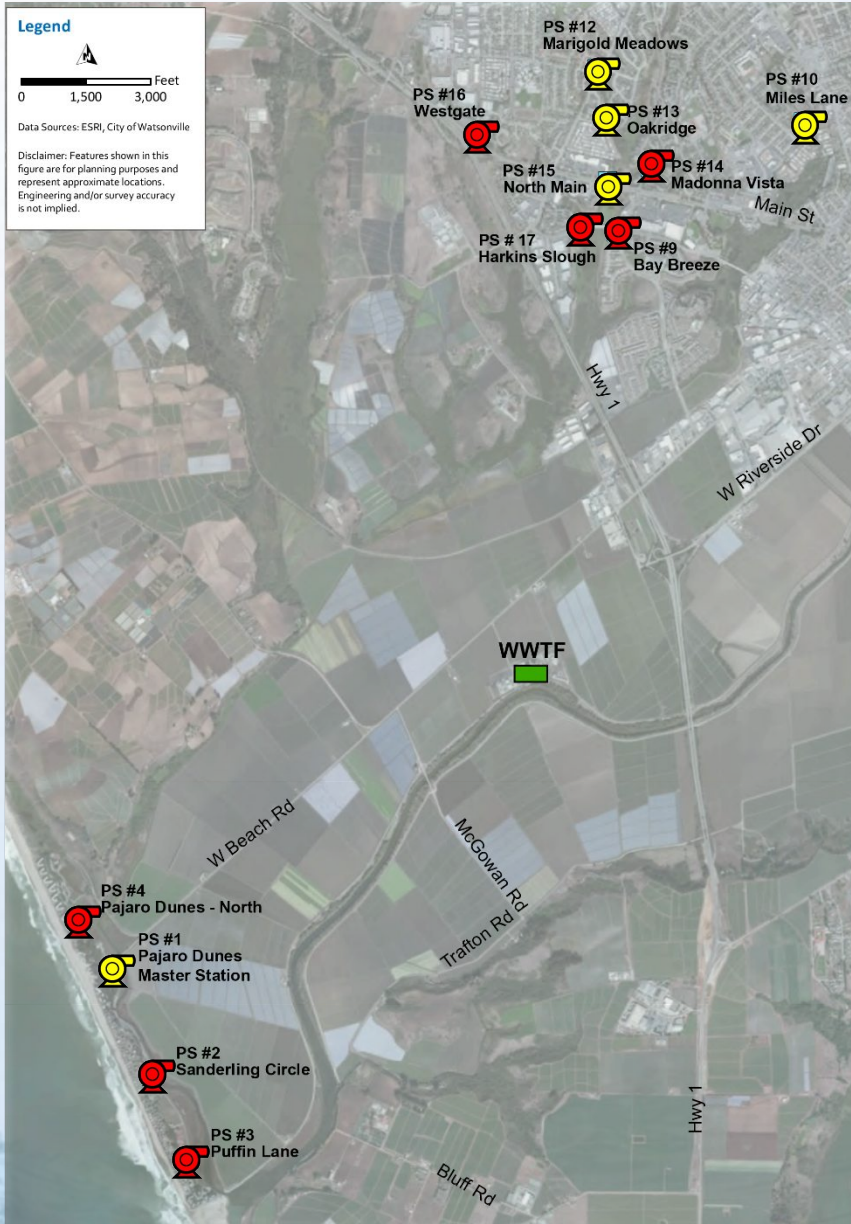 Legend
Feet
0 1,500 3,000
Data Sources: ESRI, City of Watsonville
Disclaimer: Features shown in this
figure are for planning purposes and
represent approximate locations.
Engineering and/or survey accuracy
is not implied.
PS #12
Marigold Meadows
PS #16
Westgate
PS #10
Miles Lane
PS #13
Oakridge
PS #15
North Main
PS #14
Madonna Vista
Main St
PS # 17
Harkins Slough
PS #9
Bay Breeze
Hwy 1
W Riverside Dr
WWTF
W Beach Rd
McGowan Rd
Trafton Rd
PS #4
Pajaro Dunes - North
PS #1
Pajaro Dunes
Master Station
PS #2
Sanderling Circle
Hwy 1
PS #3
Puffin Lane
Bluff Rd